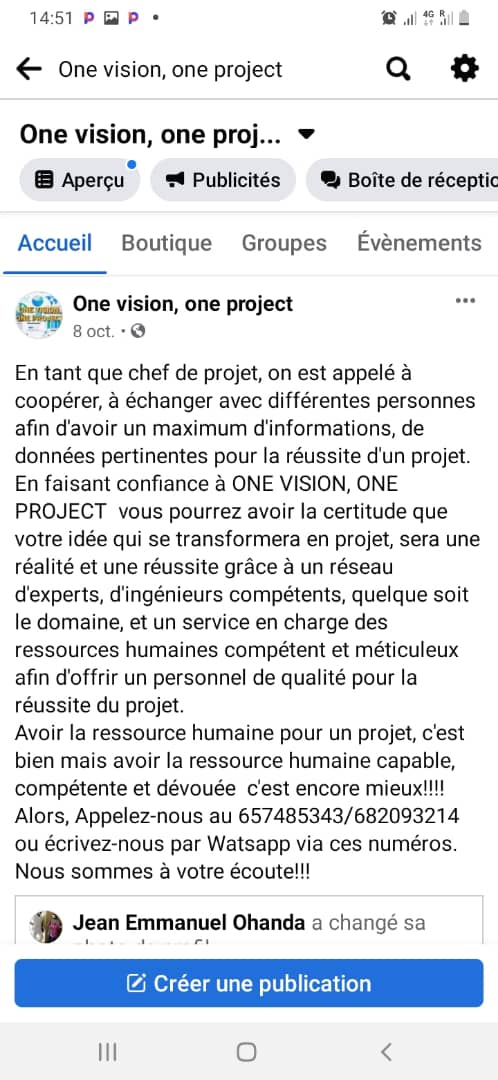 14:51
4G R
One vision, one project
One vision, one proj...
Aperçu
Publicités
Boîte de réceptio
Accueil
Boutique
Groupes
Évènements
One vision, one project
8 oct.
ONE VISION,
ONE PROJECT
En tant que chef de projet, on est appelé à
coopérer, à échanger avec différentes personnes
afin d'avoir un maximum d'informations, de
données pertinentes pour la réussite d'un projet.
En faisant confiance à ONE VISION, ONE
PROJECT  vous pourrez avoir la certitude que
votre idée qui se transformera en projet, sera une
réalité et une réussite grâce à un réseau
d'experts, d'ingénieurs compétents, quelque soit
le domaine, et un service en charge des
ressources humaines compétent et méticuleux
afin d'offrir un personnel de qualité pour la
réussite du projet.
Avoir la ressource humaine pour un projet, c'est
bien mais avoir la ressource humaine capable,
compétente et dévouée  c'est encore mieux!!!!
Alors, Appelez-nous au 657485343/682093214
ou écrivez-nous par Watsapp via ces numéros.
Nous sommes à votre écoute!!!
Jean Emmanuel Ohanda a changé sa
Créer une publication